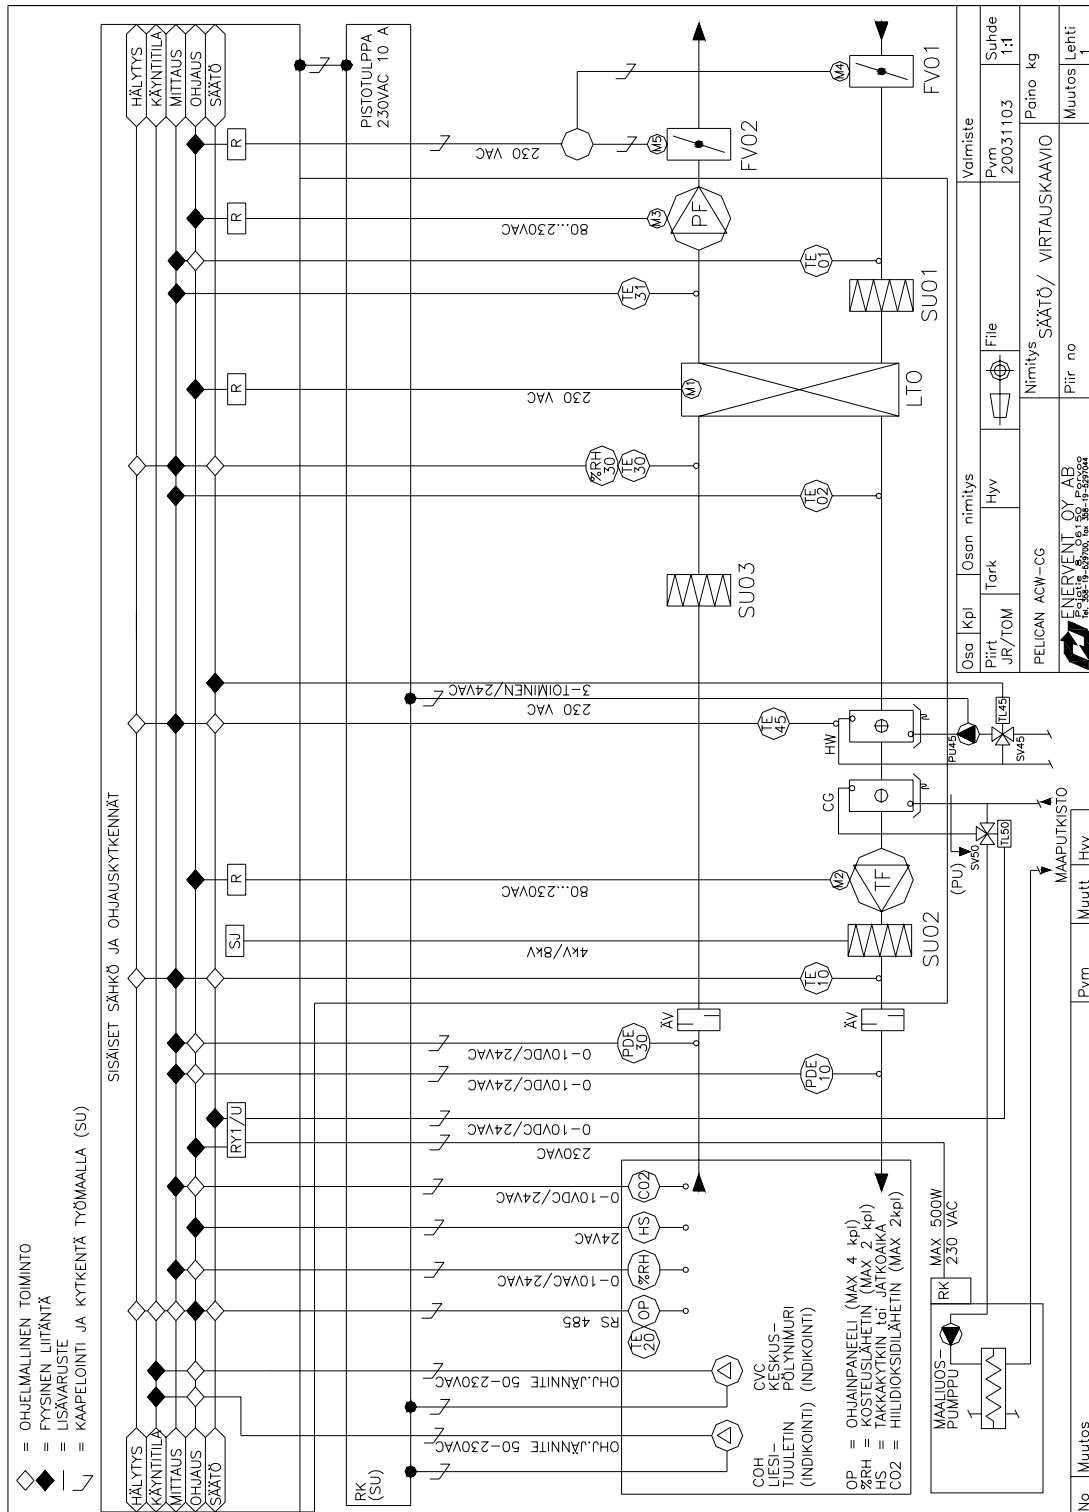 = OHJELMALLINEN TOIMINTO
= FYYSINEN LIITÄNTÄ
= LISÄVARUSTE
= KAAPELOINTI JA KYTKENTÄ TYÖMAALLA (SU)
SISÄISET SÄHKÖ JA OHJAUSKYTKENNÄT
HÄLYTYS
KÄYNTITILA
MITTAUS
OHJAUS
SÄÄTÖ
HÄLYTYS
KÄYNTITILA
MITTAUS
OHJAUS
SÄÄTÖ
RY1/U
SJ
R
R
R
R
RK
(SU)
PISTOTULPPA
230VAC 10 A
OHJ.JÄNNITE 50-230VAC
OHJ.JÄNNITE 50-230VAC
RS 485
0-10VAC/24VAC
24VAC
0-10VDC/24VAC
230VAC
0-10VDC/24VAC
0-10VDC/24VAC
0-10VDC/24VAC
4kV/8kV
80...230VAC
230 VAC
3-TOIMINEN/24VAC
230 VAC
80...230VAC
230 VAC
TE
20
OP
%RH
HS
CO2
PDE
30
ÄV
SU03
%RH
30
TE
30
M1
TE
31
M3
PF
M5
FV02
PDE
10
ÄV
TE
10
SU02
M2
TF
CG
HW
TE
45
TE
02
LTO
SU01
TE
01
M4
FV01
(PU)
SV50
TL50
PU45
TL45
SV45
MAAPUTKISTO
COH
LIESI-
TUULETIN
(INDIKOINTI)
CVC
KESKUS-
PÖLYNIMURI
(INDIKOINTI)
OP = OHJAINPANEELI (MAX 4 kpl)
%RH = KOSTEUSLÄHETIN (MAX 2 kpl)
HS = TAKKAKYTKIN tai JATKOAIKA
CO2 = HIILIDIOKSIDILÄHETIN (MAX 2kpl)
MAALIUOS-
PUMPPU
RK
MAX 500W
230 VAC
Osa
Kpl
Osan nimitys
Valmiste
Piirt
JR/TOM
Tark
Hyv
File
Pvm
20031103
Suhde
1:1
PELICAN ACW-CG
Nimitys
SÄÄTÖ/ VIRTAUSKAAVIO
Paino kg
ENERVENT OY AB
Piir no
Muutos
Lehti
1
No
Muutos
Pvm
Muutt
Hyv